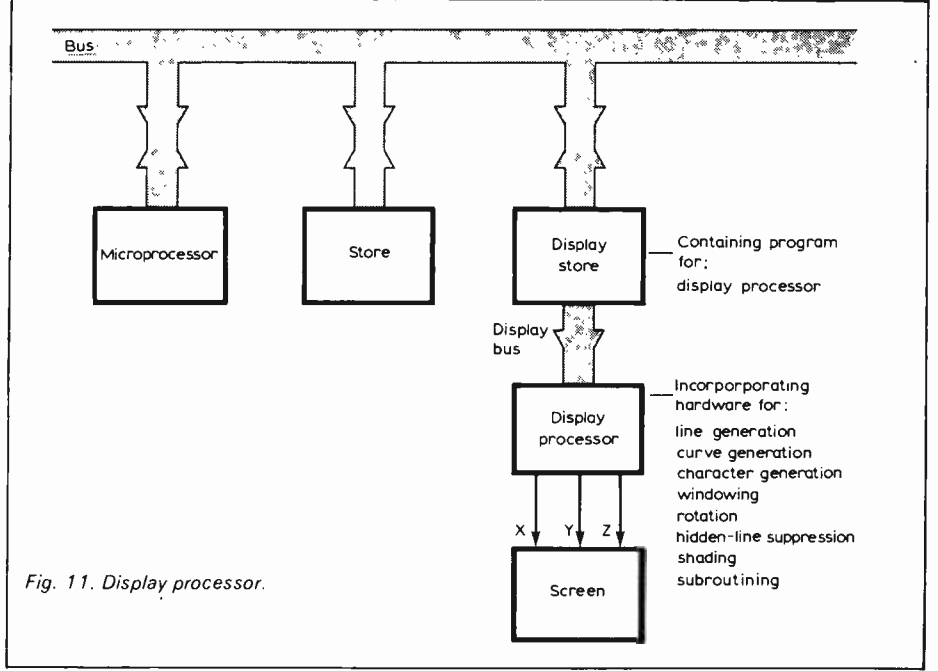 Bus
Microprocessor
Store
Display
store
Containing program
for;
display processor
Display
bus
Display
processor
Incorporporating
hardware for;
line generation
curve generation
character generation
windowing
rotation
hidden-line suppression
shading
subroutining
X Y Z
Screen
Fig. 11. Display processor.